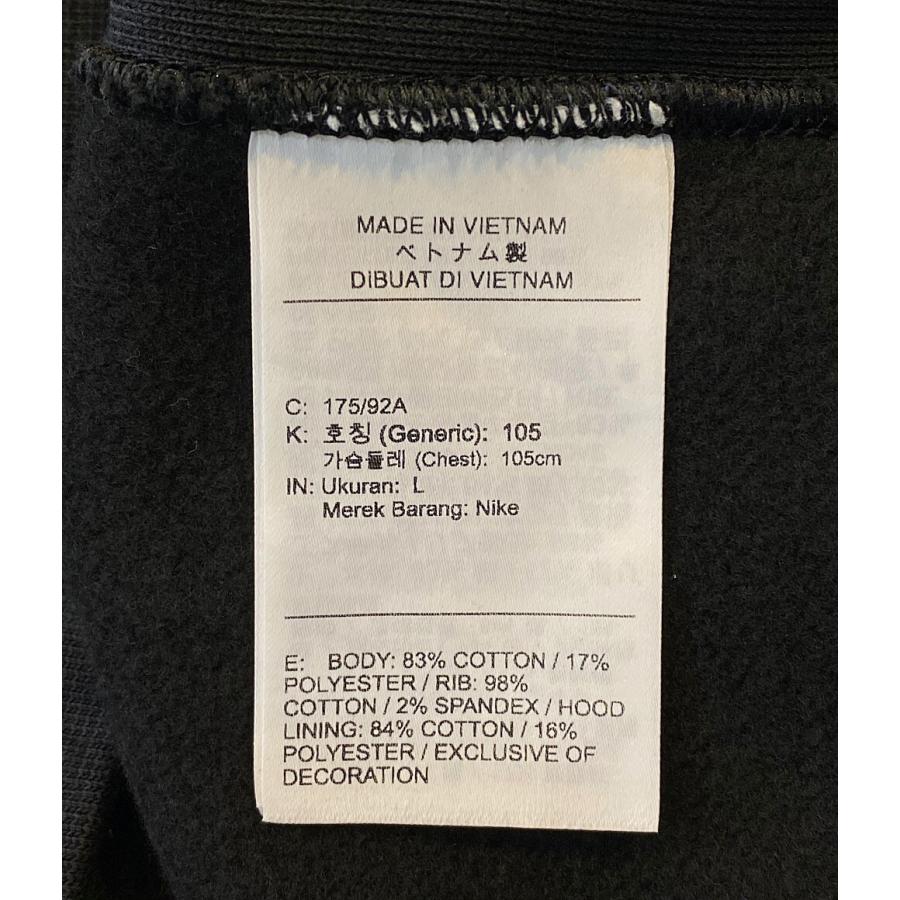 MADE IN VIETNAM
ベトナム製
DIBUAT DI VIETNAM
C: 175/92A
K: 호칭 (Generic): 105
가슴둘레 (Chest): 105cm
IN: Ukuran: L
Merek Barang: Nike
E: BODY: 83% COTTON / 17%
POLYESTER / RIB: 98%
COTTON / 2% SPANDEX / HOOD
LINING: 84% COTTON / 16%
POLYESTER / EXCLUSIVE OF
DECORATION